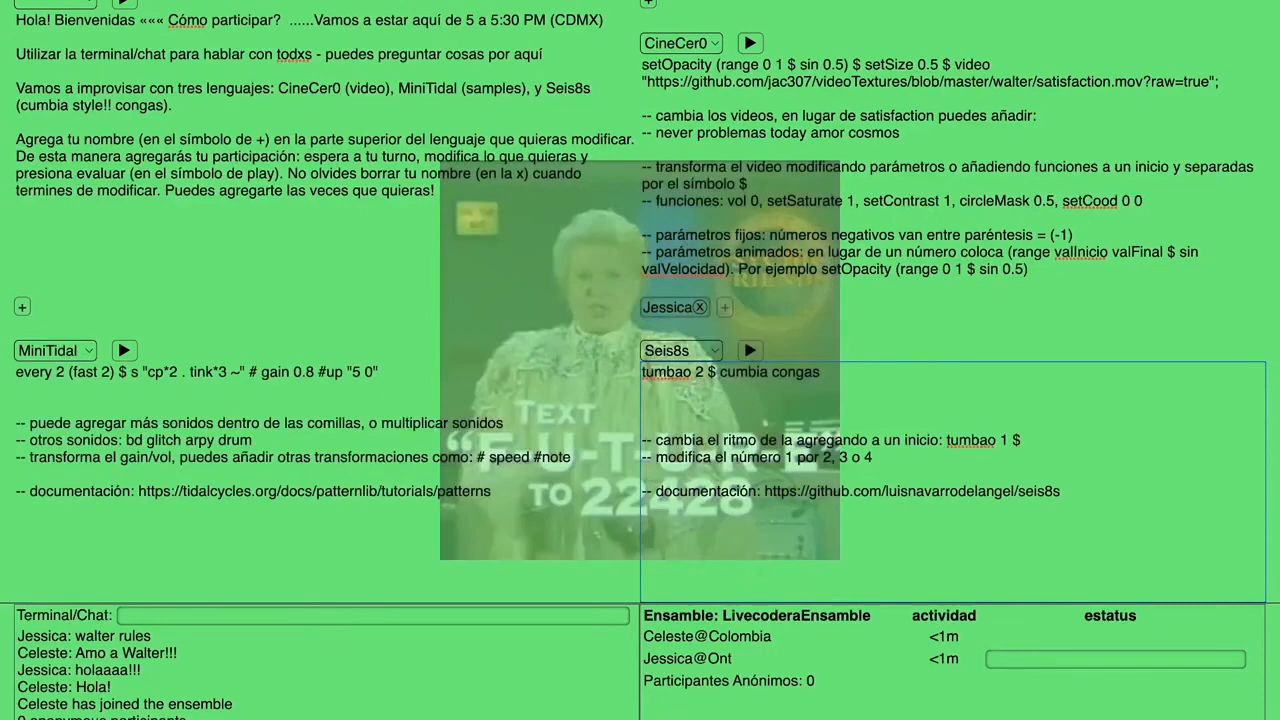 Hola! Bienvenidas ««« Cómo participar?  ......Vamos a estar aquí de 5 a 5:30 PM (CDMX)
Utilizar la terminal/chat para hablar con todxs - puedes preguntar cosas por aquí
Vamos a improvisar con tres lenguajes: CineCer0 (video), MiniTidal (samples), y Seis8s
(cumbia style!! congas).
Agrega tu nombre (en el símbolo de +) en la parte superior del lenguaje que quieras modificar.
De esta manera agregarás tu participación: espera a tu turno, modifica lo que quieras y
presiona evaluar (en el símbolo de play). No olvides borrar tu nombre (en la x) cuando
termines de modificar. Puedes agregarte las veces que quieras!
CineCer0
setOpacity (range 0 1 $ sin 0.5) $ setSize 0.5 $ video
"https://github.com/jac307/videoTextures/blob/master/walter/satisfaction.mov?raw=true";
-- cambia los videos, en lugar de satisfaction puedes añadir:
-- never problems today amor cosmos
-- transforma el video modificando parámetros o añadiendo funciones a un inicio y separadas
por el símbolo $
-- funciones: vol 0, setSaturate 1, setContrast 1, circleMask 0.5, setCood 0 0
-- parámetros fijos: números negativos van entre paréntesis = (-1)
-- parámetros animados: en lugar de un número coloca (range valInicio valFinal $ sin
valVelocidad). Por ejemplo setOpacity (range 0 1 $ sin 0.5)
+
MiniTidal
every 2 (fast 2) $ s "cp*2 . tink*3 ~" # gain 0.8 #up "5 0"
-- puede agregar más sonidos dentro de las comillas, o multiplicar sonidos
-- otros sonidos: bd glitch arpy drum
-- transforma el gain/vol, puedes añadir otras transformaciones como: # speed #note
-- documentación: https://tidalcycles.org/docs/patternlib/tutorials/patterns
Jessica ⓧ +
Seis8s
tumbao 2 $ cumbia congas
-- cambia el ritmo de la agregando a un inicio: tumbao 1 $
-- modifica el número 1 por 2, 3 o 4
-- documentación: https://github.com/luisnavarrodelangel/seis8s
TEXT
"F-U-T-U-R-E"
TO 22428
Terminal/Chat:
Jessica: walter rules
Celeste: Amo a Walter!!!
Jessica: holaaaa!!!
Celeste: Hola!
Celeste has joined the ensemble
0 anonymous participants
Ensamble: LivecoderaEnsamble actividad estatus
Celeste@Colombia <1m
Jessica@Ont <1m
Participantes Anónimos: 0